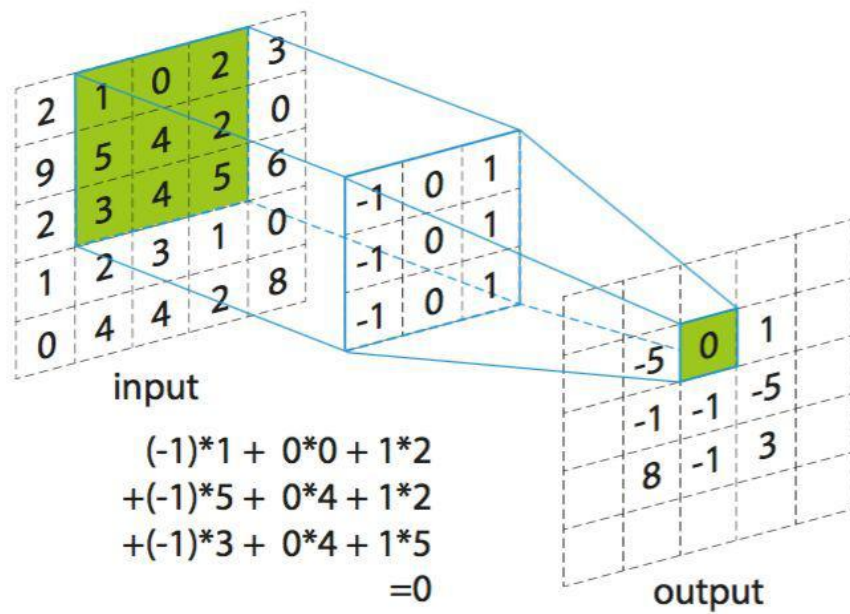 2 1 0 2 3
9 5 4 2 0
2 3 4 5 6
1 2 3 1 0
0 4 4 2 8
input
-1 0 1
-1 0 1
-1 0 1
-5 0 1
-1 -1 -5
8 -1 3
output
(-1)*1 + 0*0 + 1*2
+(-1)*5 + 0*4 + 1*2
+(-1)*3 + 0*4 + 1*5
=0